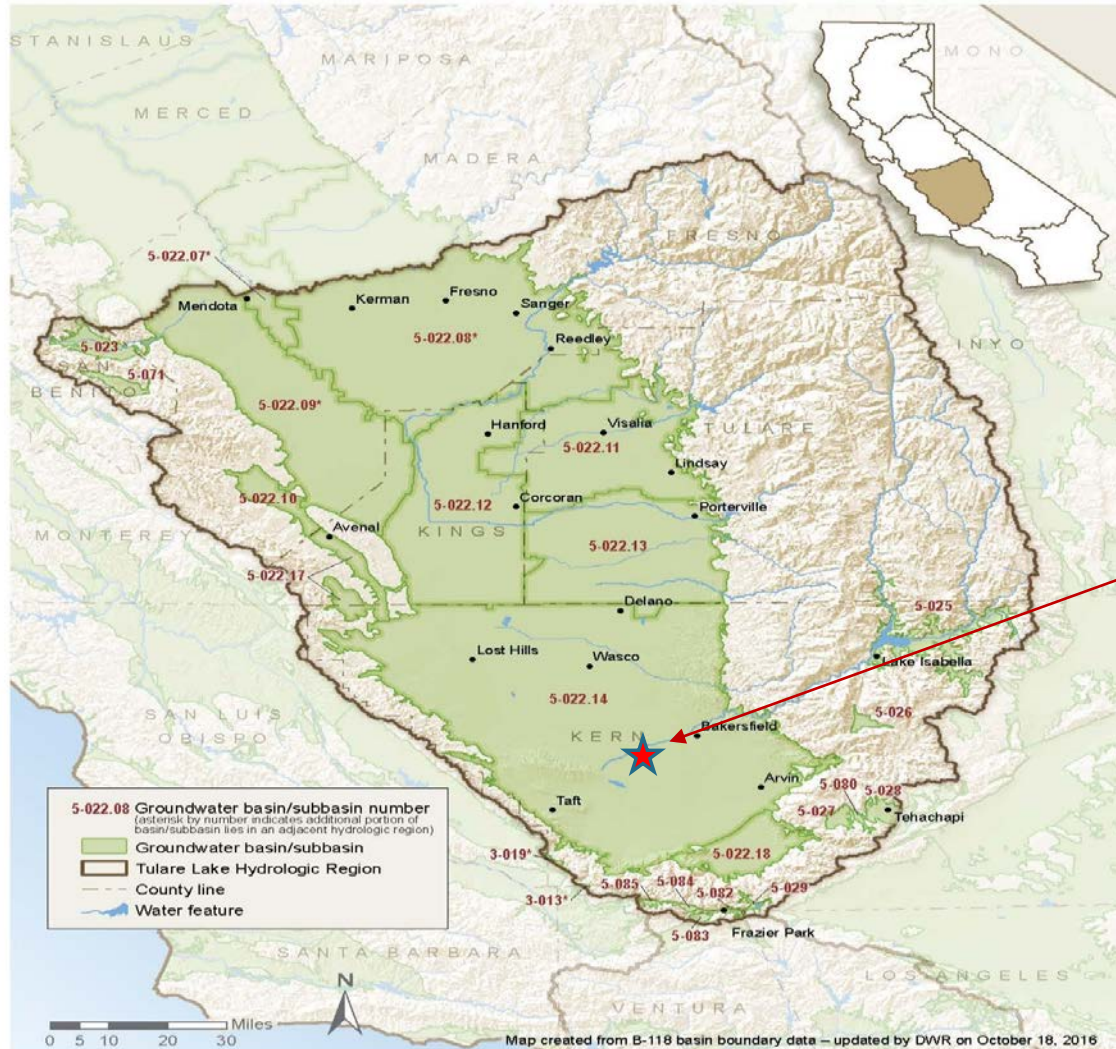 STANISLAUS
MARIPOSA
MONO
MERCED
MADERA
FRESNO
5-022.07*
Mendota
Kerman
Fresno
Sanger
5-022.08*
Reedley
INYO
5-023
SAN
BENITO
5-071
5-022.09*
Hanford
Visalia
5-022.11
TULARE
Lindsay
5-022.10
5-022.12
Corcoran
Porterville
Avenal
KINGS
MONTEREY
5-022.13
5-022.17
Delano
5-025
Lost Hills
Wasco
Lake Isabella
5-022.14
SAN LUIS
OBISPO
5-026
KERN
Bakersfield
Arvin
5-080
5-028
Taft
5-027
Tehachapi
5-022.18
5-022.08 Groundwater basin/subbasin number
(asterisk by number indicates additional portion of
basin/subbasin lies in an adjacent hydrologic region)
Groundwater basin/subbasin
Tulare Lake Hydrologic Region
County line
Water feature
3-019*
3-013*
5-085
5-084
5-082
5-029
5-083
Frazier Park
SANTA BARBARA
LOS ANGELES
VENTURA
N
0 5 10 20 30 Miles
Map created from B-118 basin boundary data – updated by DWR on October 18, 2016